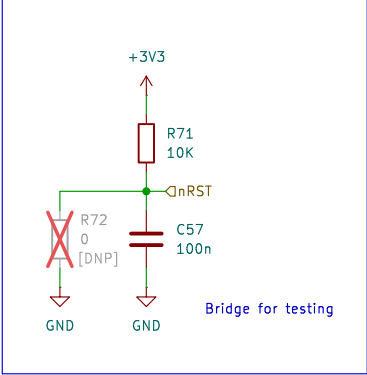 +3V3
R71
10K
nRST
R72
0
[DNP]
C57
100n
GND
GND
Bridge for testing